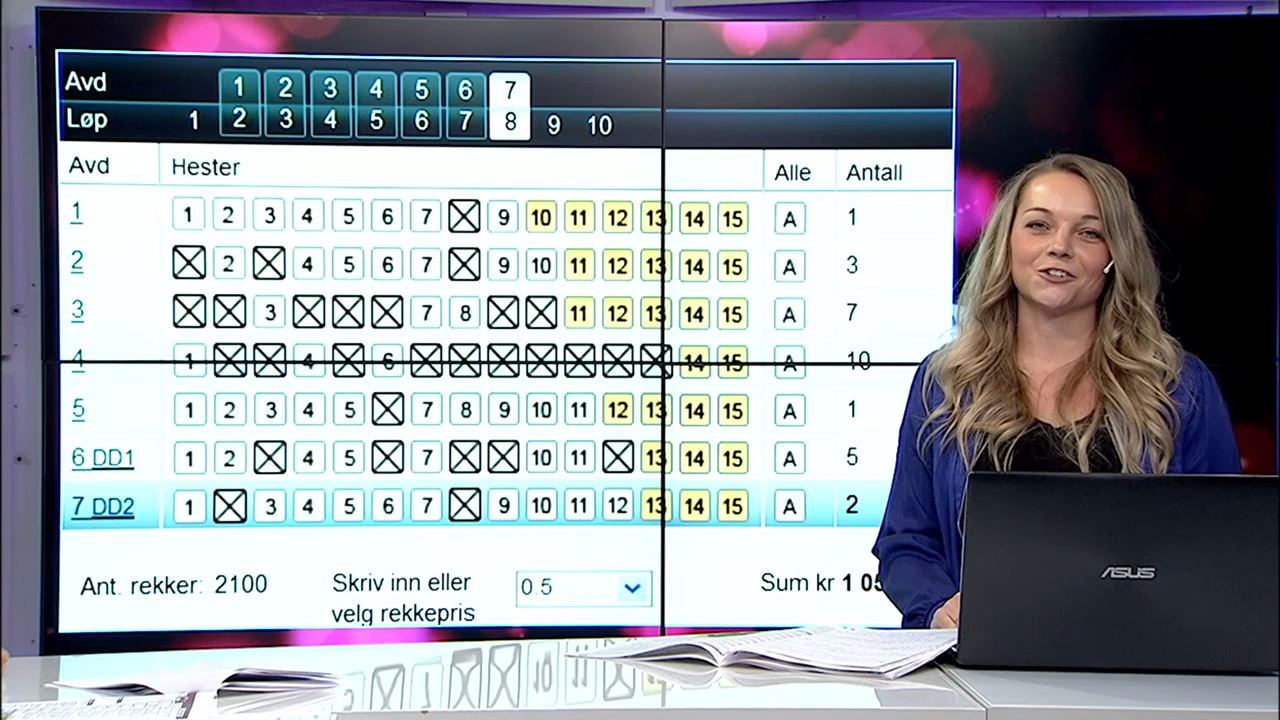 Avd 1 2 3 4 5 6 7
Løp 1 2 3 4 5 6 7 8 9 10
Avd Hester Alle Antall
1 1 2 3 4 5 6 7 9 10 11 12 13 14 15 A 1
2 2 4 5 6 7 9 10 11 12 13 14 15 A 3
3 3 7 8 11 12 13 14 15 A 7
4 1 4 6 14 15 A 10
5 1 2 3 4 5 7 8 9 10 11 12 13 14 15 A 1
6 DD1 1 2 4 5 7 10 11 13 14 15 A 5
7 DD2 1 3 4 5 6 7 9 10 11 12 13 14 15 A 2
Ant. rekker: 2100 Skriv inn eller 0.5 Sum kr 1 05
velg rekkepris
ASUS